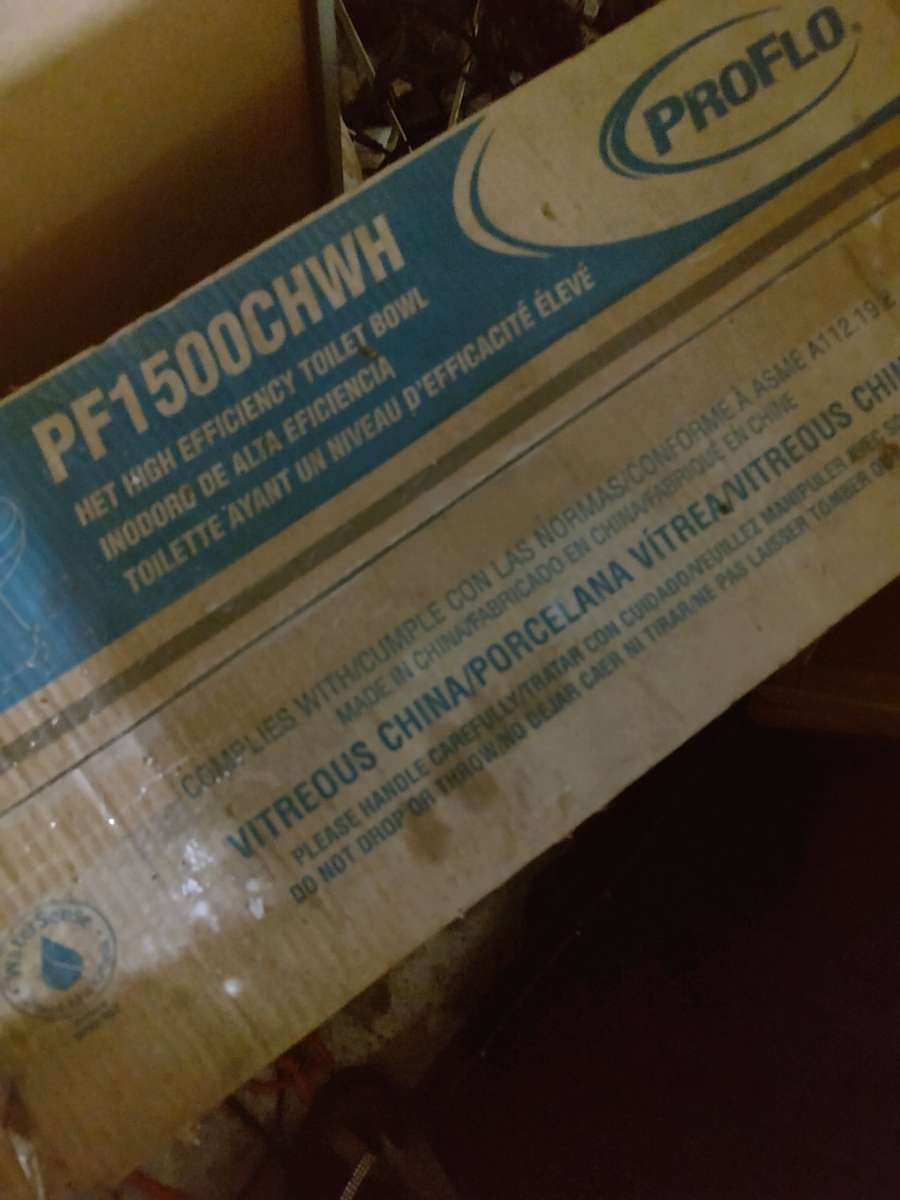 PROFLO®
PF1500CHWH
HET HIGH EFFICIENCY TOILET BOWL
INODORO DE ALTA EFICIENCIA
TOILETTE AYANT UN NIVEAU D'EFFICACITÉ ÉLEVÉ
COMPLIES WITH/CUMPLE CON LAS NORMAS/CONFORME À ASME A112.19.2
MADE IN CHINA/FABRICADO EN CHINA/FABRIQUÉ EN CHINE
VITREOUS CHINA/PORCELANA VÍTREA/VITREOUS CHIN
PLEASE HANDLE CAREFULLY/TRATAR CON CUIDADO/VEUILLEZ MANIPULER AVEC
DO NOT DROP OR THROW/NO DEJAR CAER NI TIRAR/NE PAS LAISSER TOMBER
WaterSense